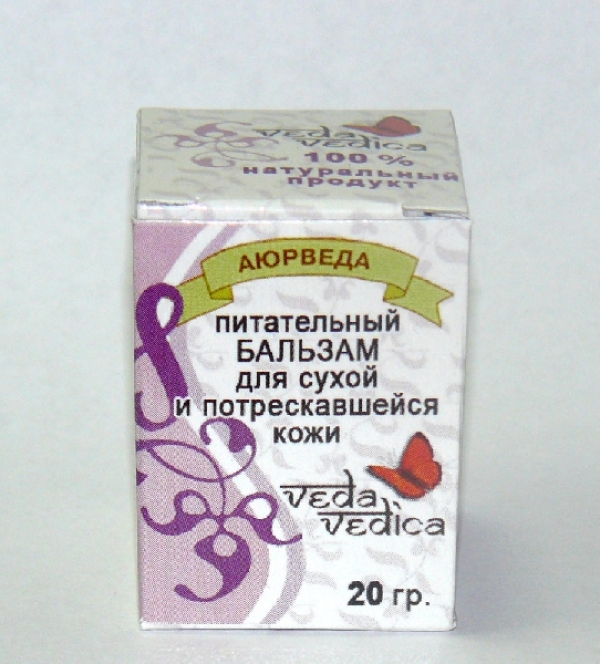 veda
vedica
100 %
натуральный
продукт
АЮРВЕДА
питательный
БАЛЬЗАМ
для сухой
и потрескавшейся
кожи
veda
vedica
20 гр.